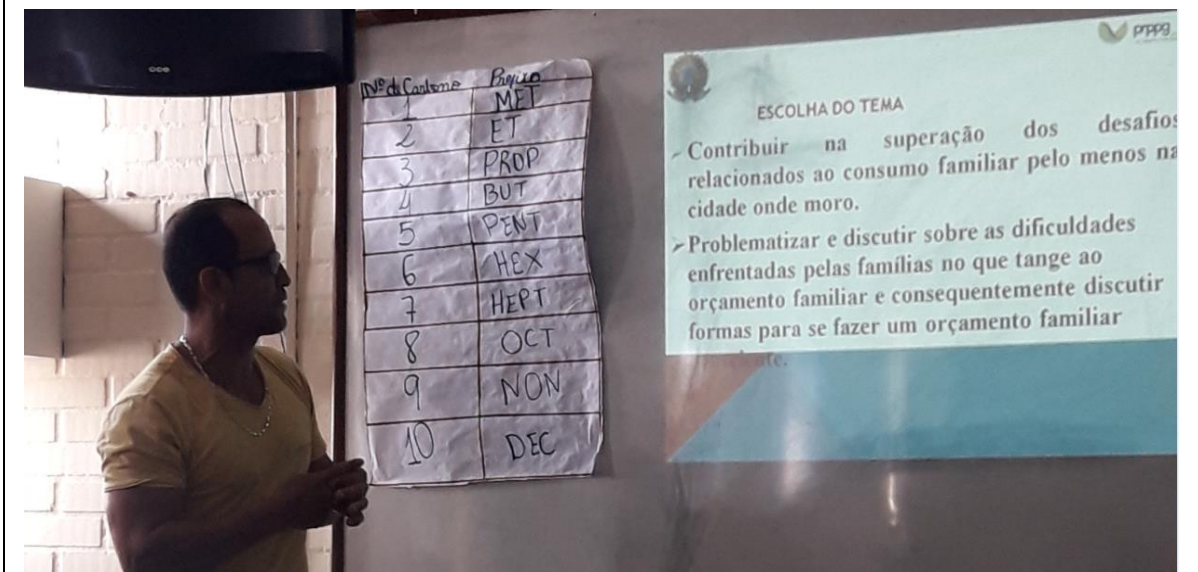 Nº de Carbono Prefixo
1 MET
2 ET
3 PROP
4 BUT
5 PENT
6 HEX
7 HEPT
8 OCT
9 NON
10 DEC
prppg
ESCOLHA DO TEMA
Contribuir na superação dos desafios
relacionados ao consumo familiar pelo menos na
cidade onde moro.
➢Problematizar e discutir sobre as dificuldades
enfrentadas pelas famílias no que tange ao
orçamento familiar e consequentemente discutir
formas para se fazer um orçamento familiar